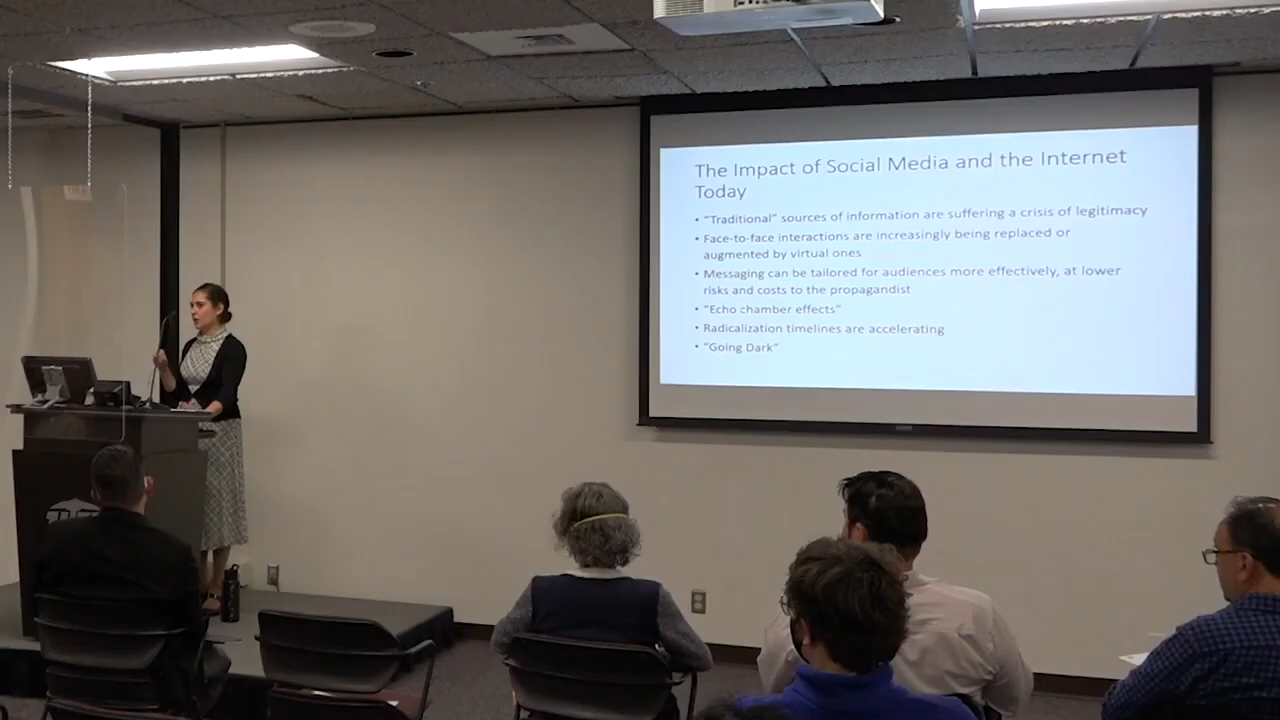 The Impact of Social Media and the Internet
Today
• “Traditional” sources of information are suffering a crisis of legitimacy
• Face-to-face interactions are increasingly being replaced or
augmented by virtual ones
• Messaging can be tailored for audiences more effectively, at lower
risks and costs to the propagandist
• “Echo chamber effects”
• Radicalization timelines are accelerating
• “Going Dark”